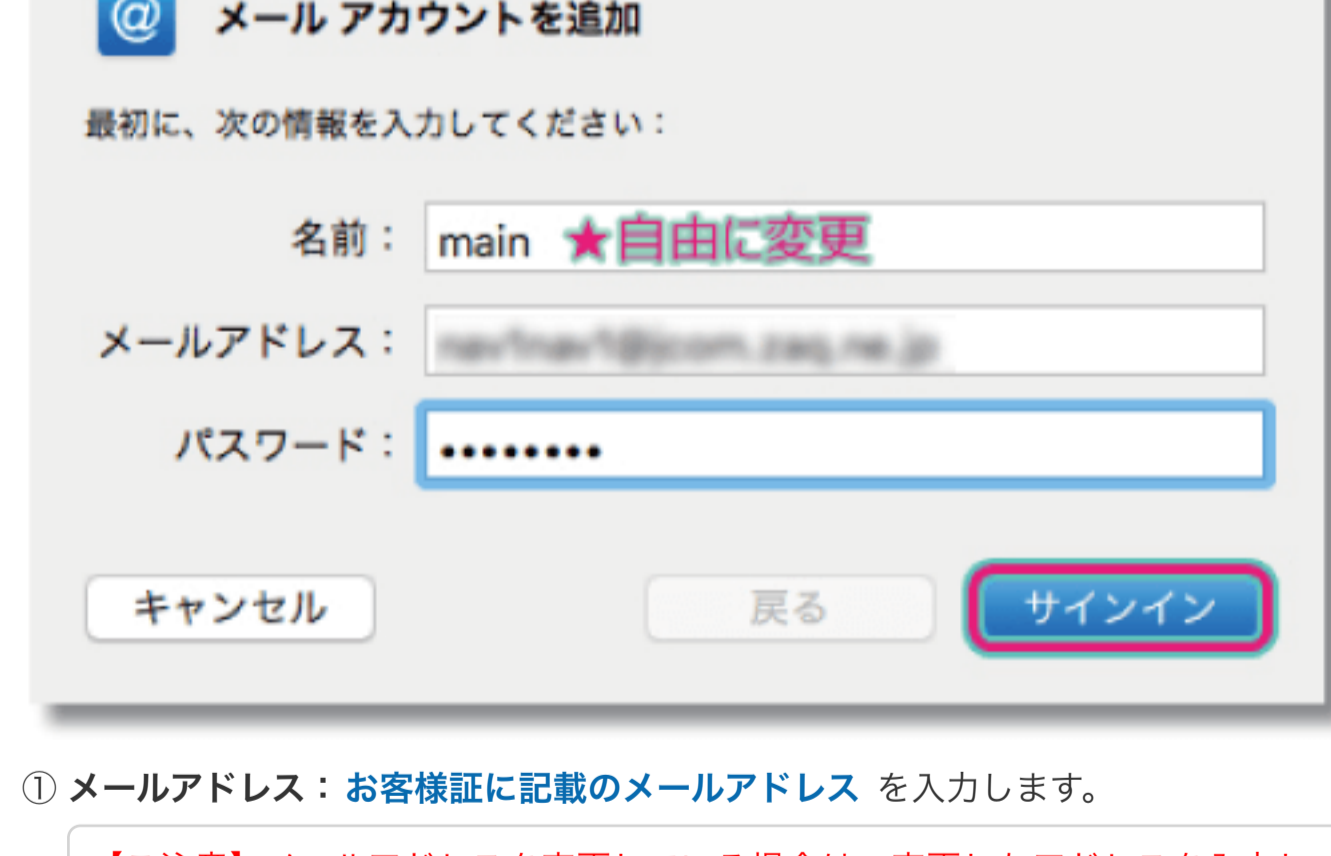 @ メール アカウントを追加
最初に、次の情報を入力してください：
名前： main ★自由に変更
メールアドレス：
パスワード： ••••••••
キャンセル 戻る サインイン
① メールアドレス：お客様証に記載のメールアドレス を入力します。